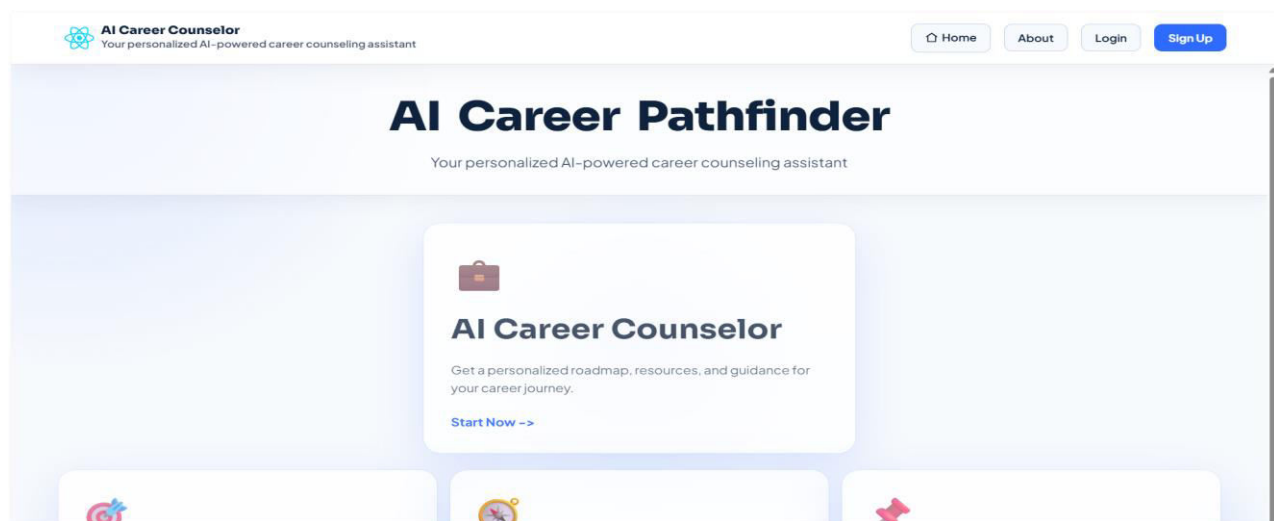 AI Career Counselor
Your personalized AI-powered career counseling assistant
Home
About
Login
Sign Up
AI Career Pathfinder
Your personalized AI-powered career counseling assistant
AI Career Counselor
Get a personalized roadmap, resources, and guidance for
your career journey.
Start Now ->